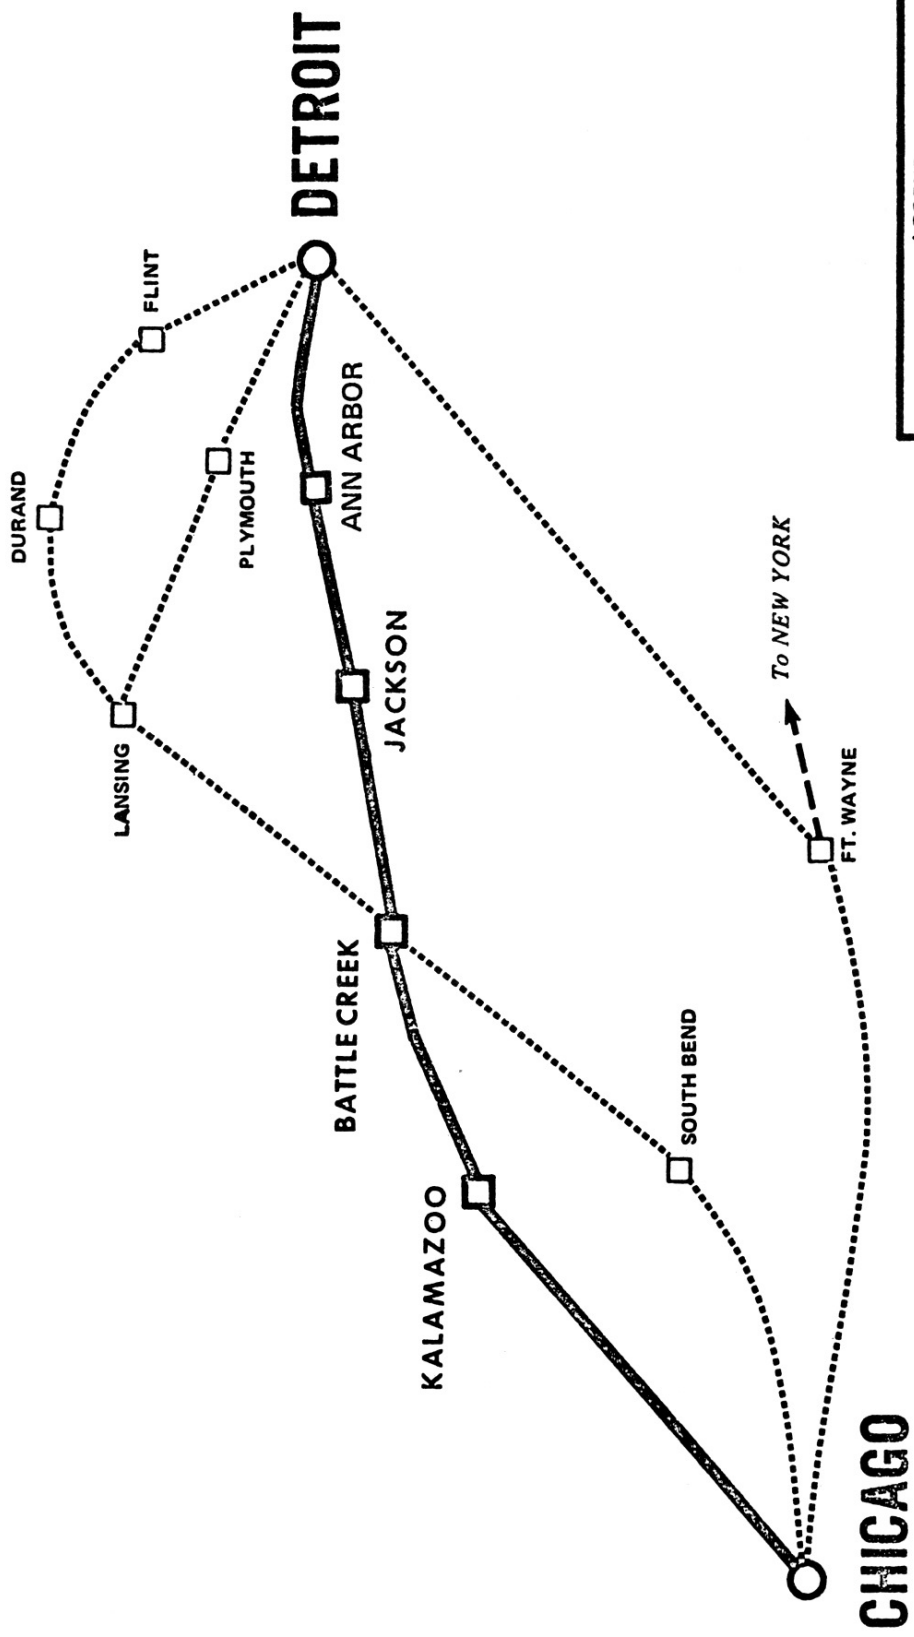 DETROIT
FLINT
DURAND
PLYMOUTH
ANN ARBOR
LANSING
JACKSON
BATTLE CREEK
KALAMAZOO
SOUTH BEND
FT. WAYNE
To NEW YORK
CHICAGO